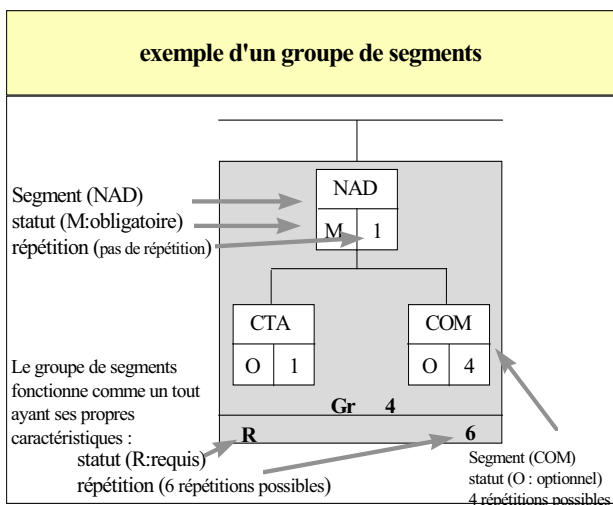 exemple d'un groupe de segments
Segment (NAD)
statut (M:obligatoire)
répétition (pas de répétition)
NAD
M 1
CTA
O 1
COM
O 4
Gr 4
R 6
Le groupe de segments
fonctionne comme un tout
ayant ses propres
caractéristiques :
statut (R:requis)
répétition (6 répétitions possibles)
Segment (COM)
statut (O : optionnel)
4 répétitions possibles